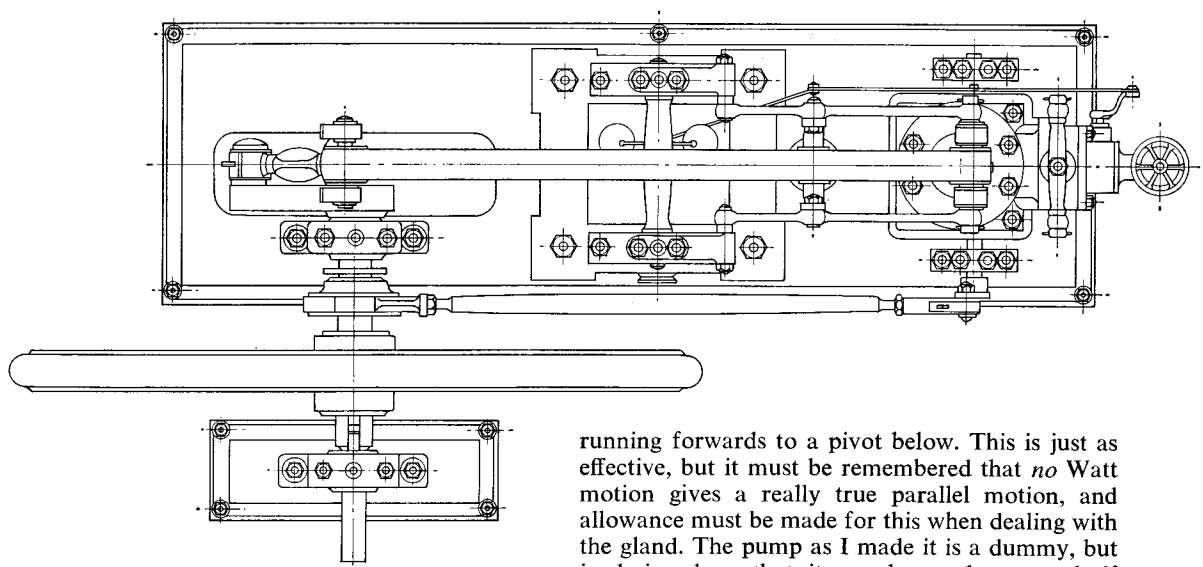 running forwards to a pivot below. This is just as
effective, but it must be remembered that no Watt
motion gives a really true parallel motion, and
allowance must be made for this when dealing with
the gland. The pump as I made it is a dummy, but